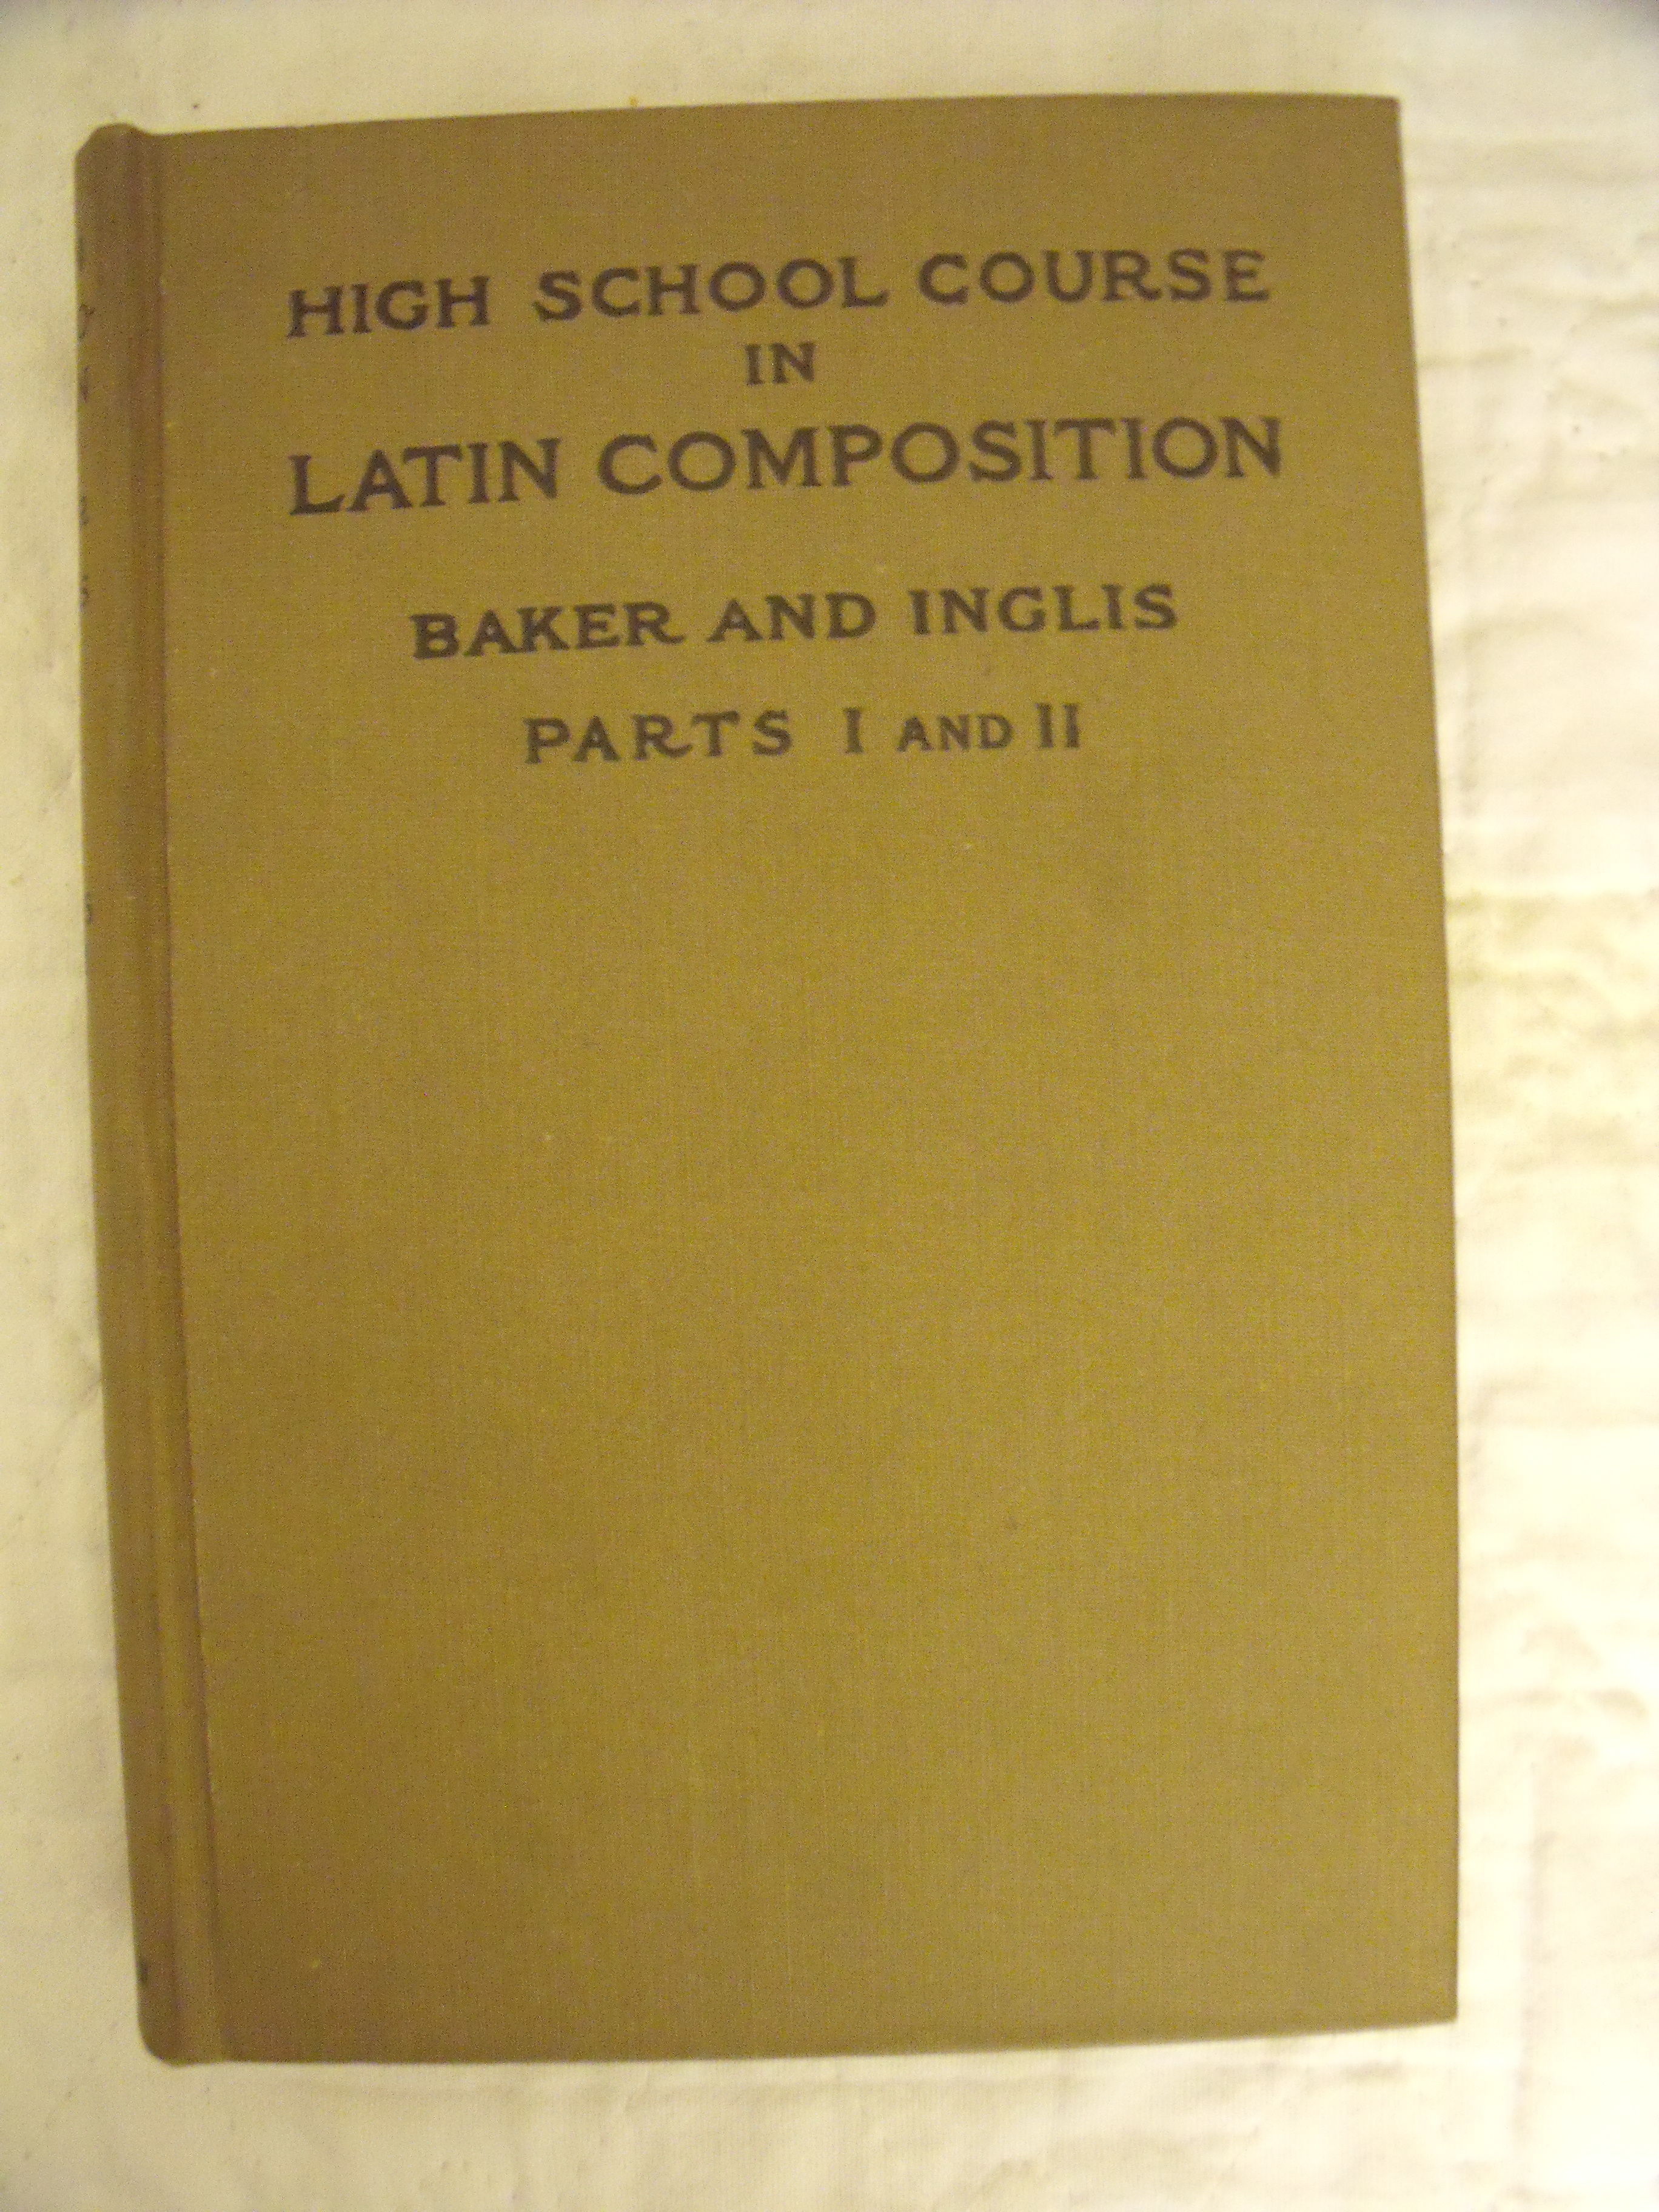 HIGH SCHOOL COURSE
IN
LATIN COMPOSITION
BAKER AND INGLIS
PARTS I AND II